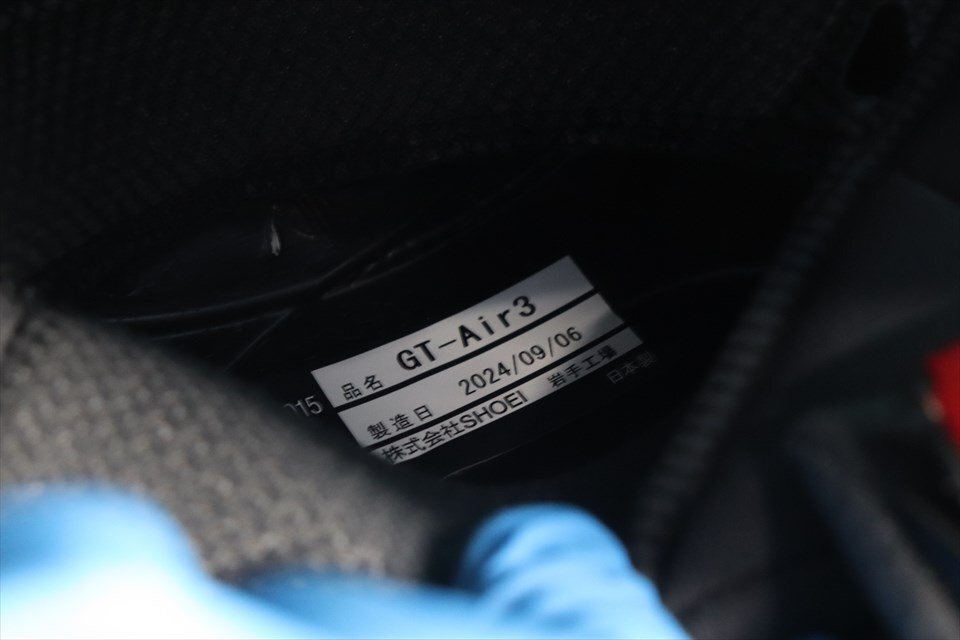 品名 GT-Air3
製造日 2024/09/06
株式会社SHOEI 岩手工場
015
日本製